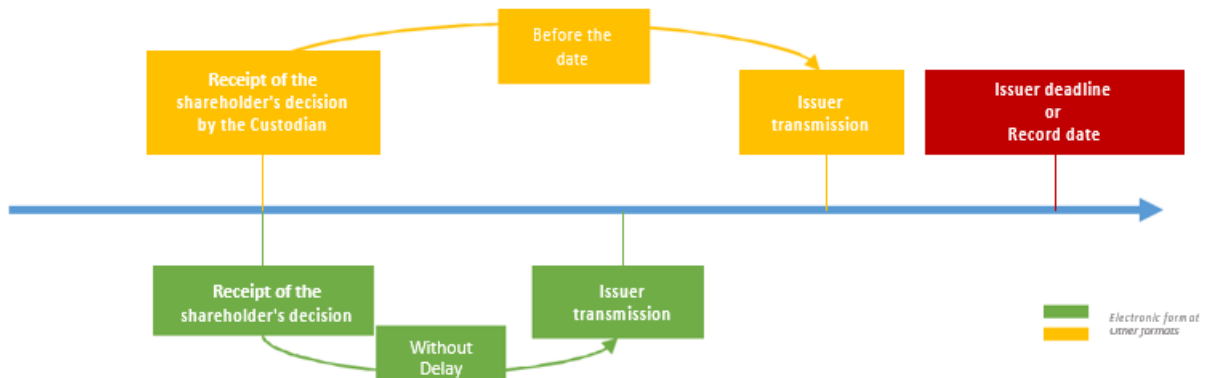 Before the
date
Receipt of the
shareholder's decision
by the Custodian
Issuer
transmission
Issuer deadline
or
Record date
Receipt of the
shareholder's decision
Issuer
transmission
Without
Delay
Electronic format
Other formats